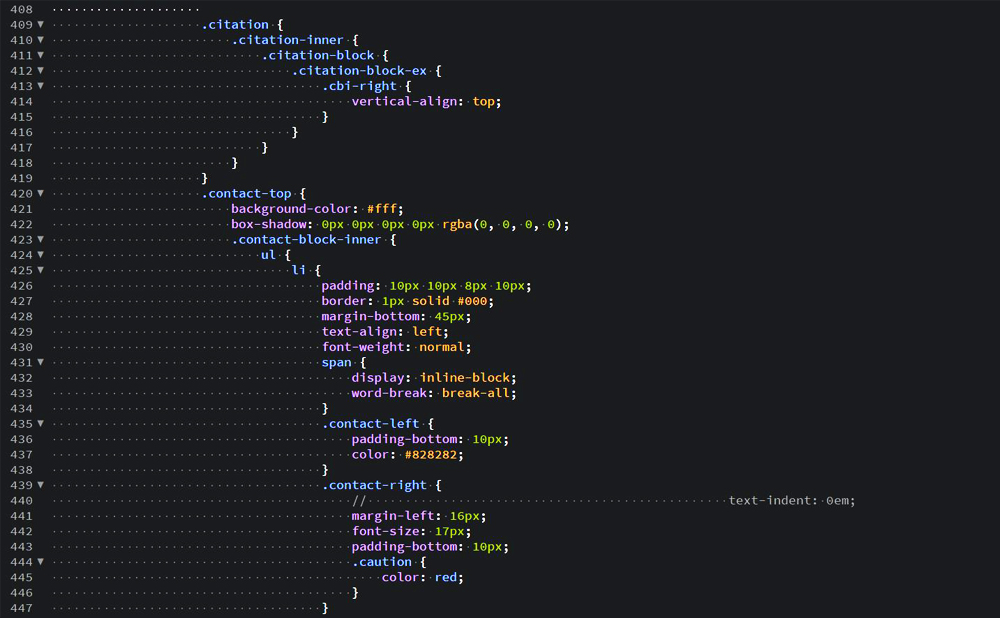 408
409 .citation {
410 .citation-inner {
411 .citation-block {
412 .citation-block-ex {
413 .cbi-right {
414 vertical-align: top;
415 }
416 }
417 }
418 }
419 }
420 .contact-top {
421 background-color: #fff;
422 box-shadow: 0px 0px 0px 0px rgba(0, 0, 0, 0);
423 .contact-block-inner {
424 ul {
425 li {
426 padding: 10px 10px 8px 10px;
427 border: 1px solid #000;
428 margin-bottom: 45px;
429 text-align: left;
430 font-weight: normal;
431 span {
432 display: inline-block;
433 word-break: break-all;
434 }
435 .contact-left {
436 padding-bottom: 10px;
437 color: #828282;
438 }
439 .contact-right {
440 // text-indent: 0em;
441 margin-left: 16px;
442 font-size: 17px;
443 padding-bottom: 10px;
444 .caution {
445 color: red;
446 }
447 }